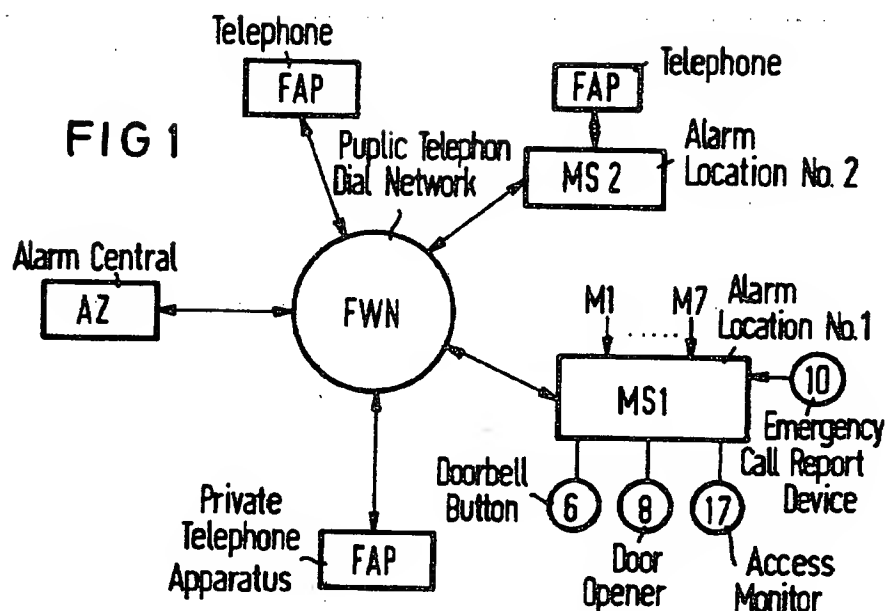 Telephone
FAP
FIG 1
Puplic Telephon
Dial Network
FAP
Telephone
MS 2
Alarm
Location No. 2
Alarm Central
AZ
FWN
M1 ..... M7
Alarm
Location No. 1
MS1
10
Emergency
Call Report
Device
Doorbell
Button
6
8
17
Door
Opener
Access
Monitor
Private
Telephone
Apparatus
FAP